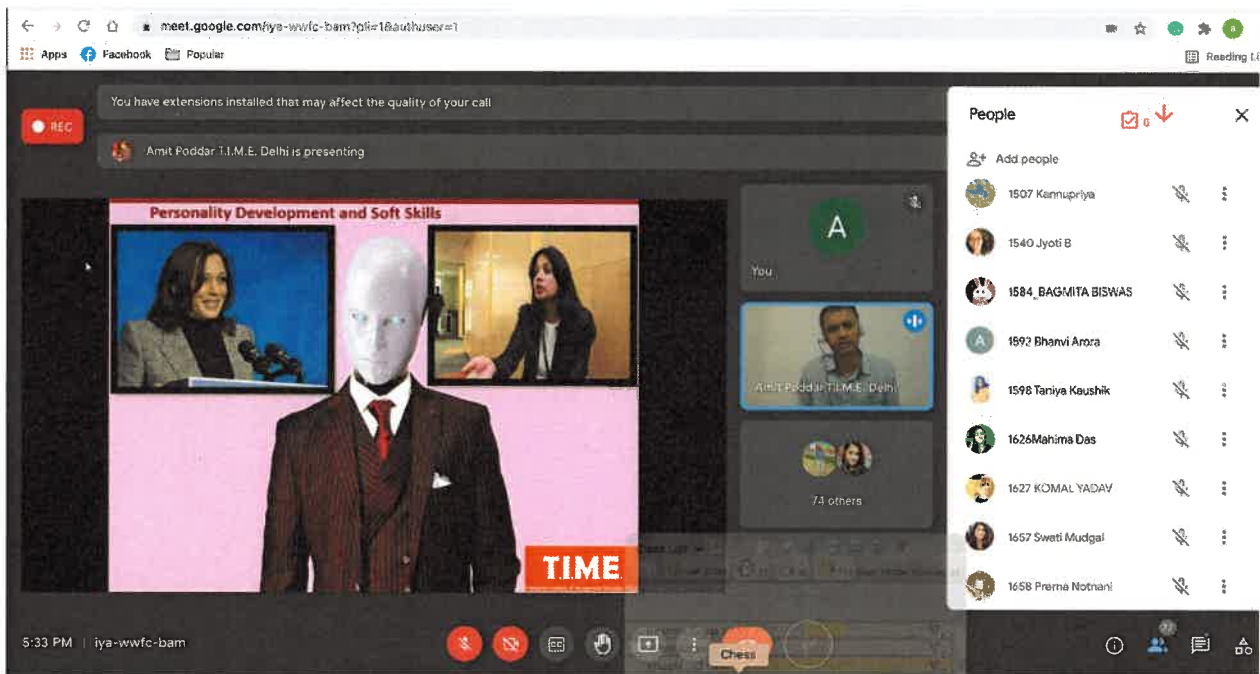 meet.google.com/iya-wwfc-bam?pli=1&authuser=1
Apps Facebook Popular
Reading
You have extensions installed that may affect the quality of your call
REC
Amit Poddar T.I.M.E. Delhi is presenting
Personality Development and Soft Skills
T.I.M.E.
A
You
Amit Poddar T.I.M.E. Delhi
74 others
People
6
Add people
1507 Kannupriya
1540 Jyoti B
1584_BAGMITA BISWAS
A
1592 Bhanvi Arora
1598 Taniya Kaushik
1626Mahima Das
1627 KOMAL YADAV
1657 Swati Mudgal
1658 Prerna Notnani
5:33 PM | iya-wwfc-bam
CC
Chess
77